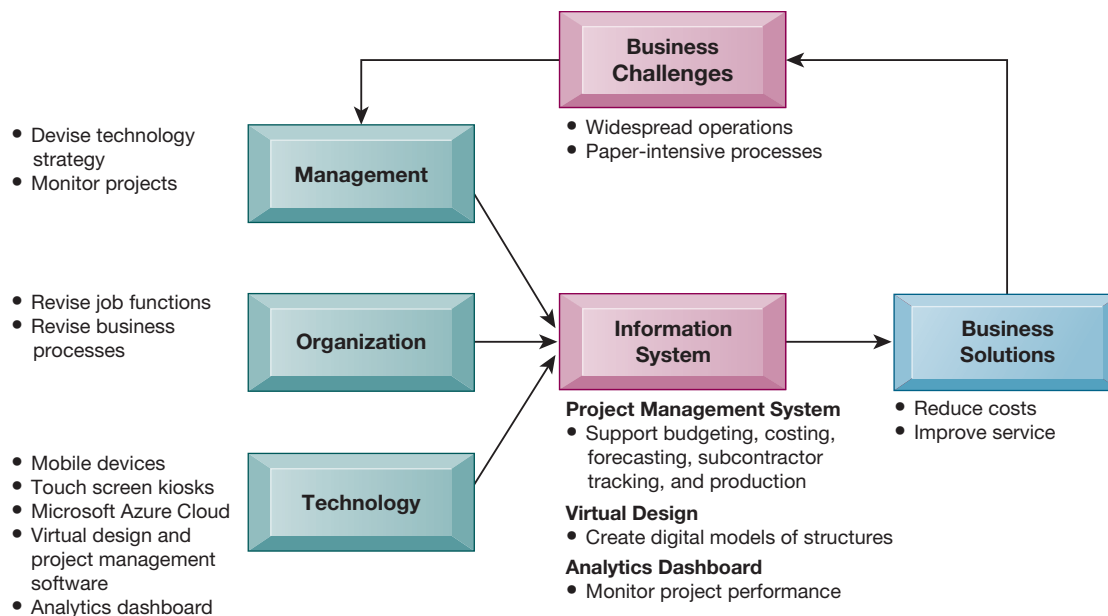 Business
Challenges
• Widespread operations
• Paper-intensive processes
• Devise technology
strategy
• Monitor projects
Management
• Revise job functions
• Revise business
processes
Organization
Information
System
Business
Solutions
Project Management System
• Support budgeting, costing,
forecasting, subcontractor
tracking, and production
Virtual Design
• Create digital models of structures
Analytics Dashboard
• Monitor project performance
• Reduce costs
• Improve service
• Mobile devices
• Touch screen kiosks
• Microsoft Azure Cloud
• Virtual design and
project management
software
• Analytics dashboard
Technology